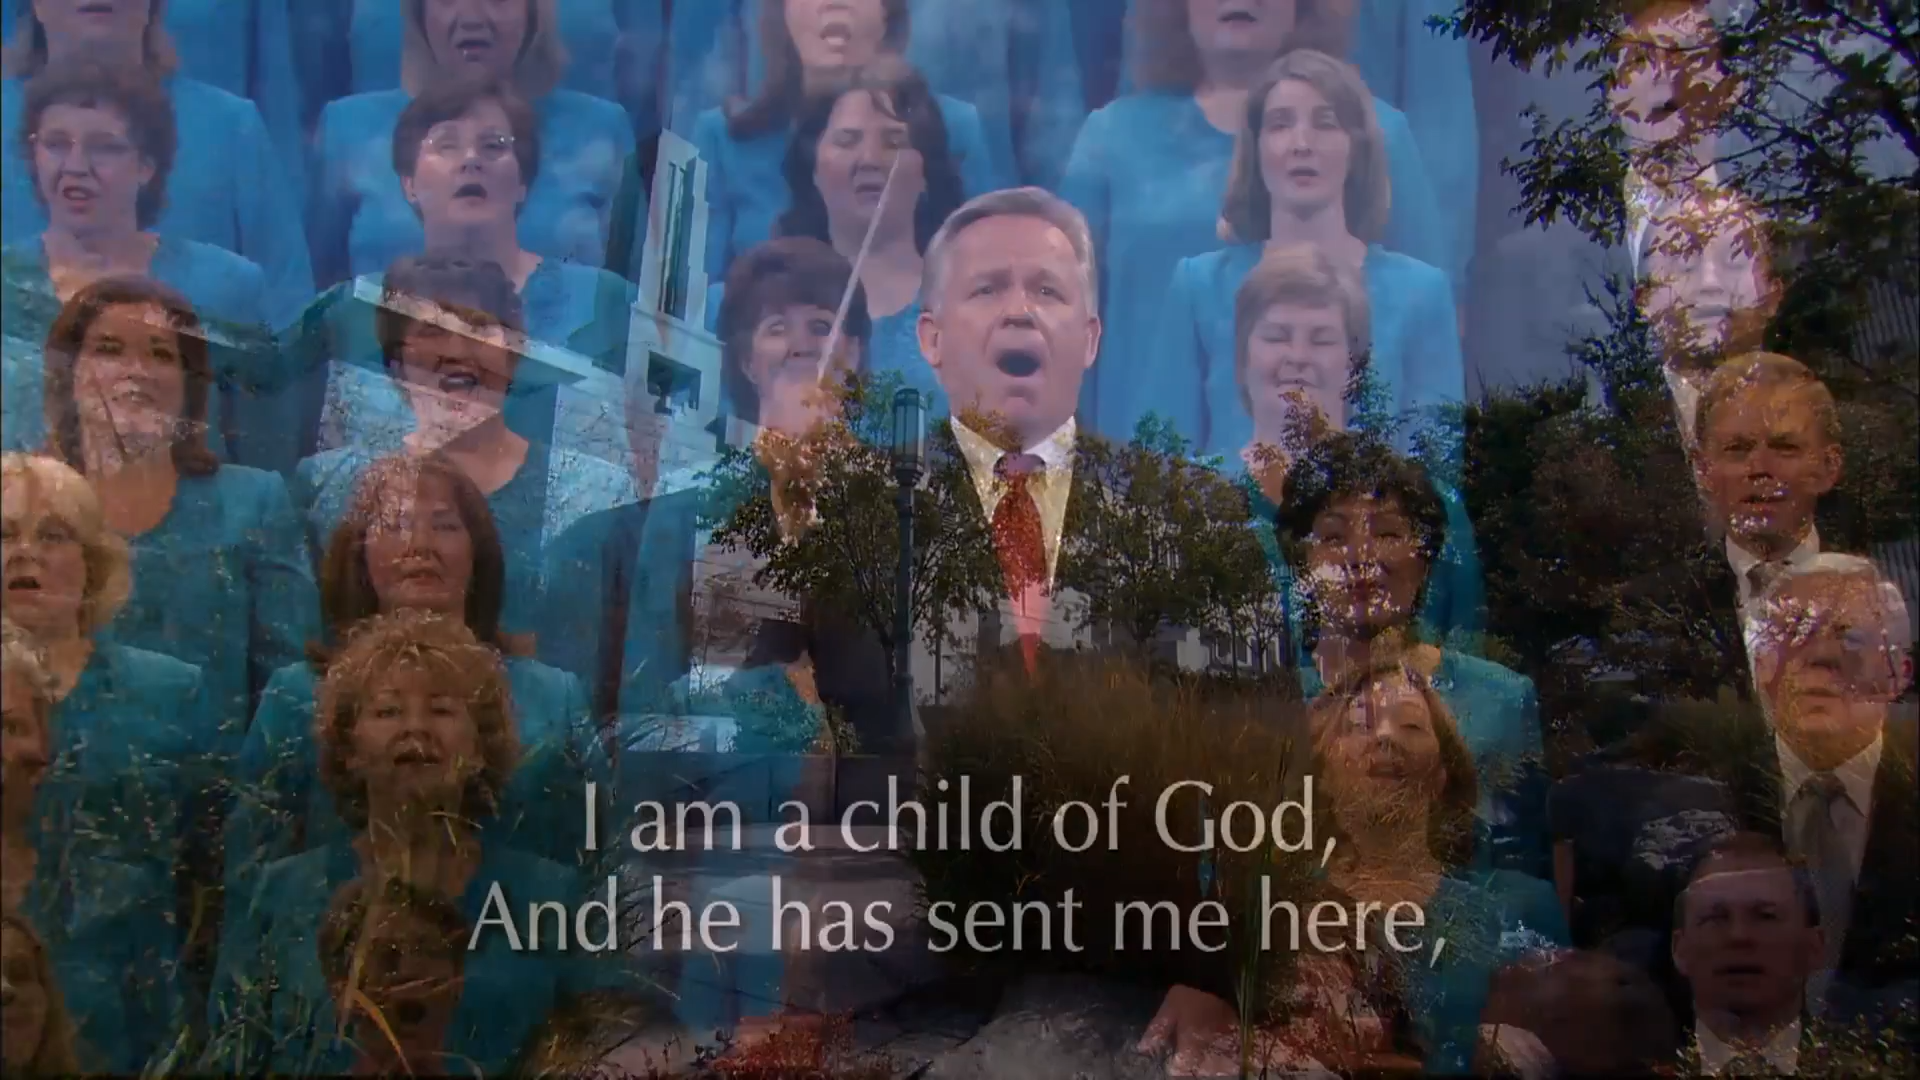 I am a child of God,
And he has sent me here,